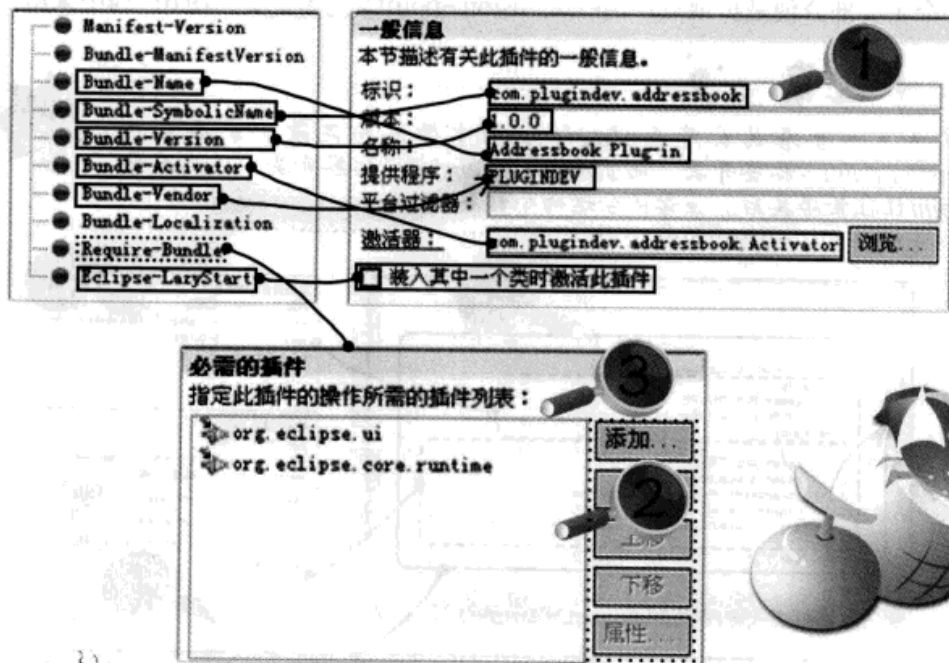 Manifest-Version
Bundle-ManifestVersion
Bundle-Name
Bundle-SymbolicName
Bundle-Version
Bundle-Activator
Bundle-Vendor
Bundle-Localization
Require-Bundle
Eclipse-LazyStart
一般信息
本节描述有关此插件的一般信息。
1
标识：
com.plugindev.addressbook
版本：
1.0.0
名称：
Addressbook Plug-in
提供程序：
PLUGINDEV
平台过滤器：
激活器：
com.plugindev.addressbook.Activator
浏览...
装入其中一个类时激活此插件
必需的插件
指定此插件的操作所需的插件列表：
3
org.eclipse.ui
org.eclipse.core.runtime
添加...
2
上移
下移
属性...